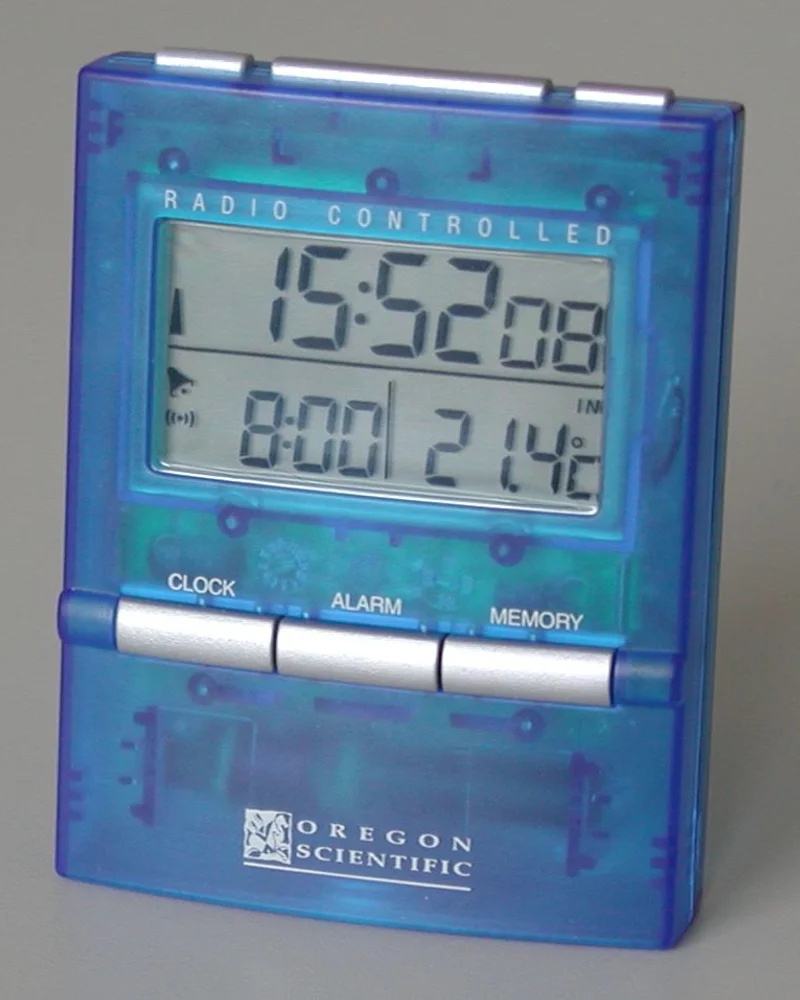 RADIO CONTROLLED
15:52 08
IN
8:00 21.4°C
CLOCK ALARM MEMORY
OREGON
SCIENTIFIC